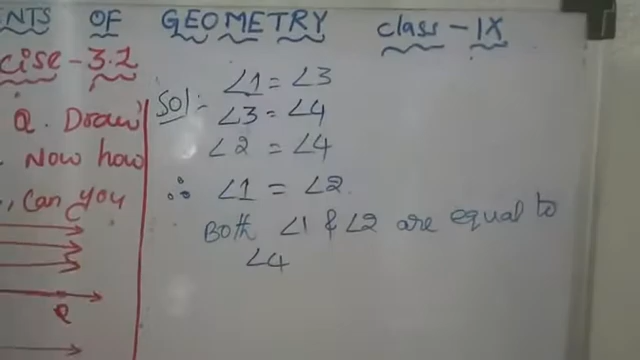 NTS OF GEOMETRY class - IX
cise - 3.2
Q. Draw
Now how
, Can you
C
Sol:- ∠1 = ∠3
∠3 = ∠4
∠2 = ∠4
∴ ∠1 = ∠2.
Both ∠1 & ∠2 are equal to
∠4